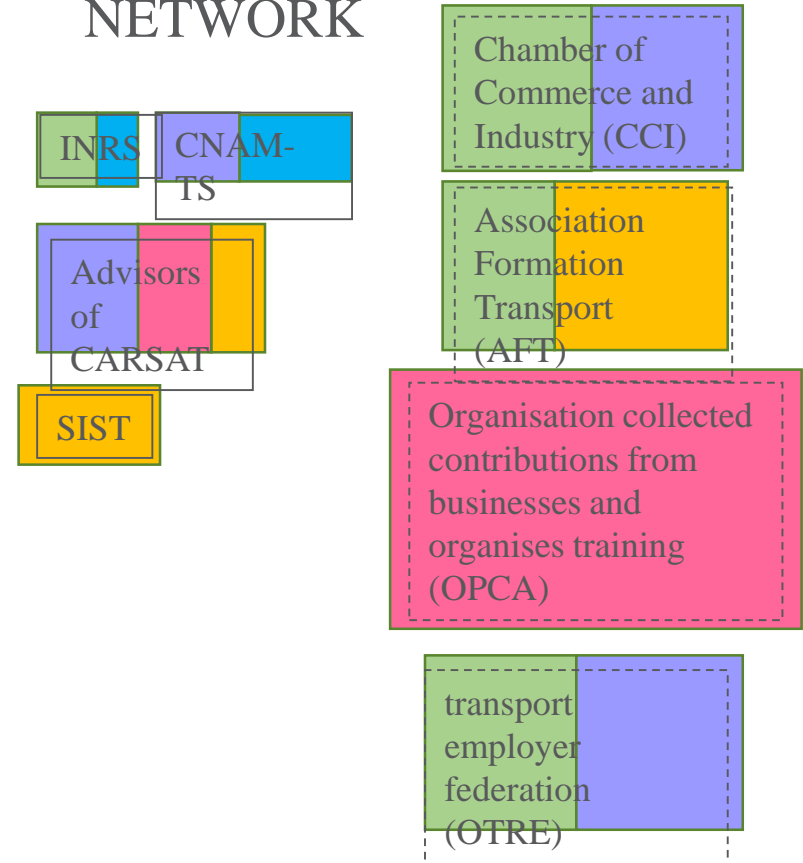 NETWORK
INRS
CNAM-
TS
Advisors
of
CARSAT
SIST
Chamber of
Commerce and
Industry (CCI)
Association
Formation
Transport
(AFT)
Organisation collected
contributions from
businesses and
organises training
(OPCA)
transport
employer
federation
(OTRE)